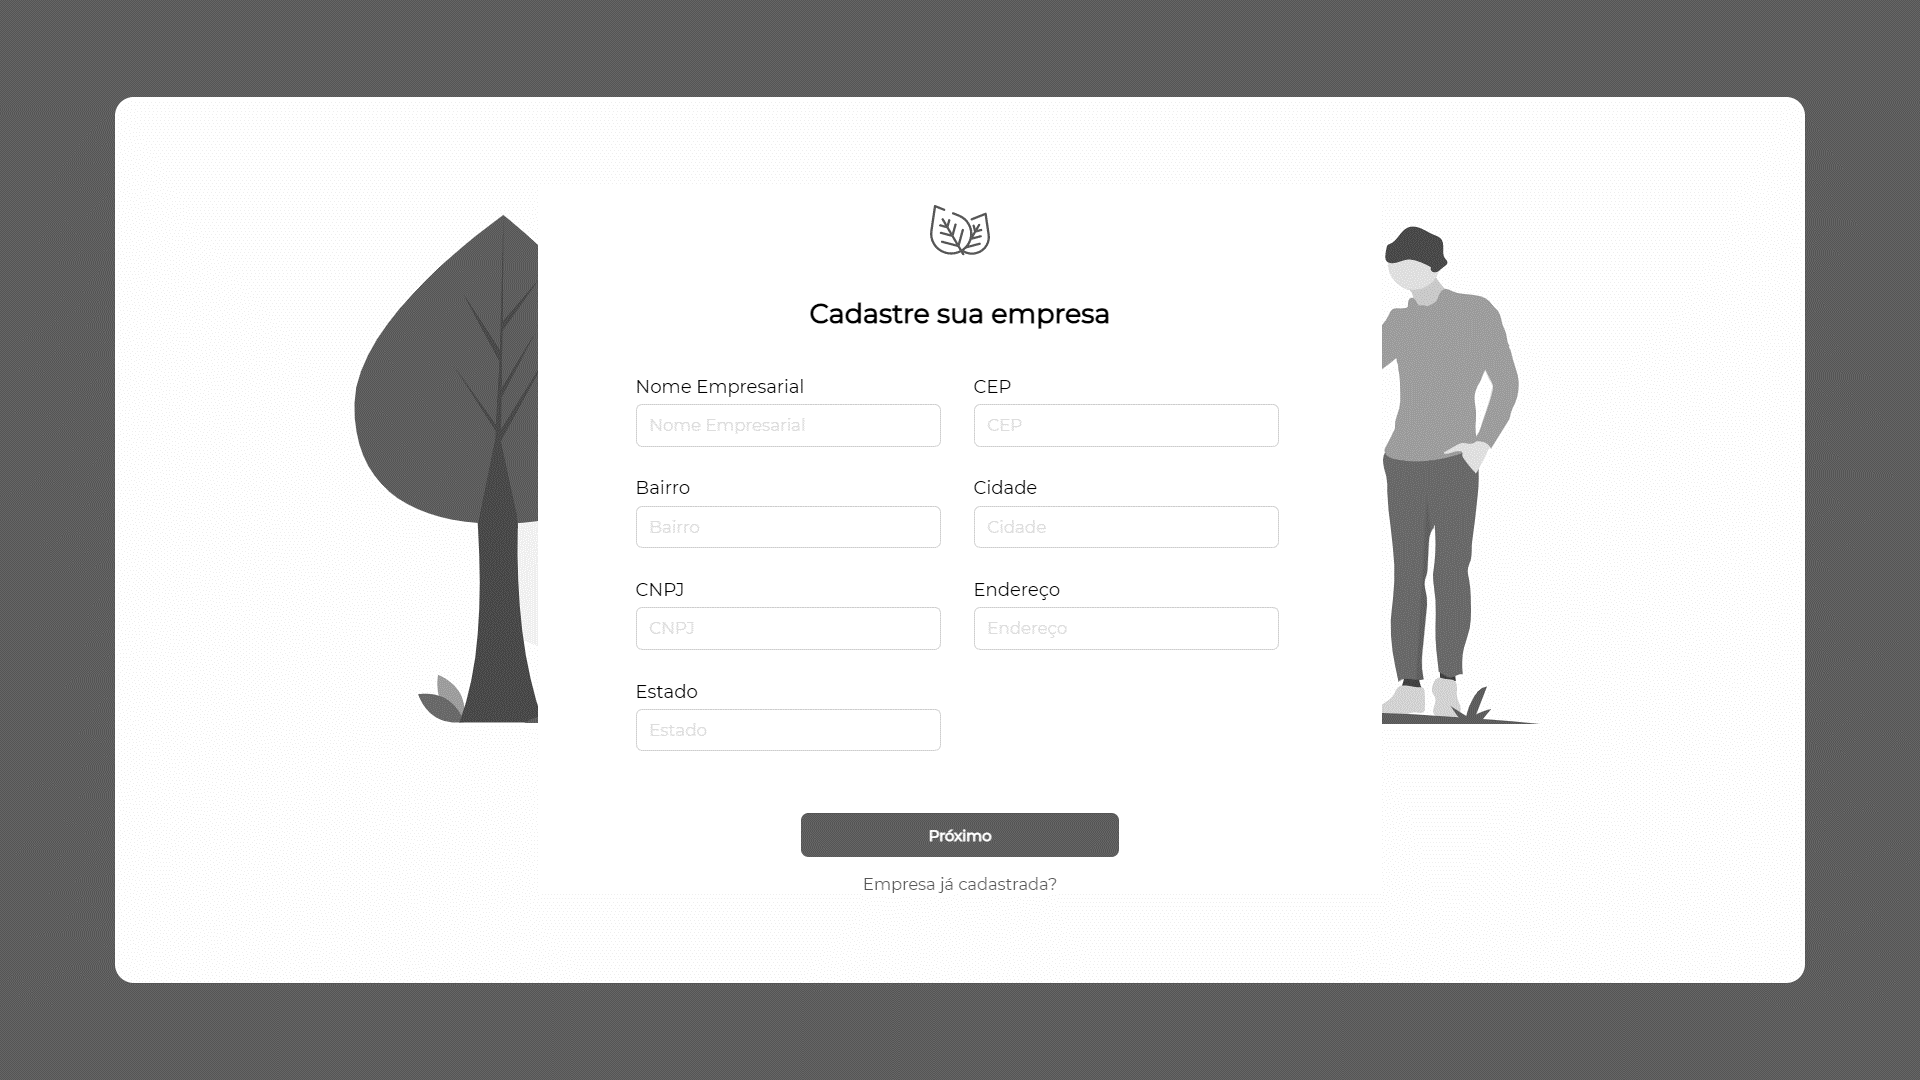 Cadastre sua empresa
Nome Empresarial
Nome Empresarial
CEP
CEP
Bairro
Bairro
Cidade
Cidade
CNPJ
CNPJ
Endereço
Endereço
Estado
Estado
Próximo
Empresa já cadastrada?